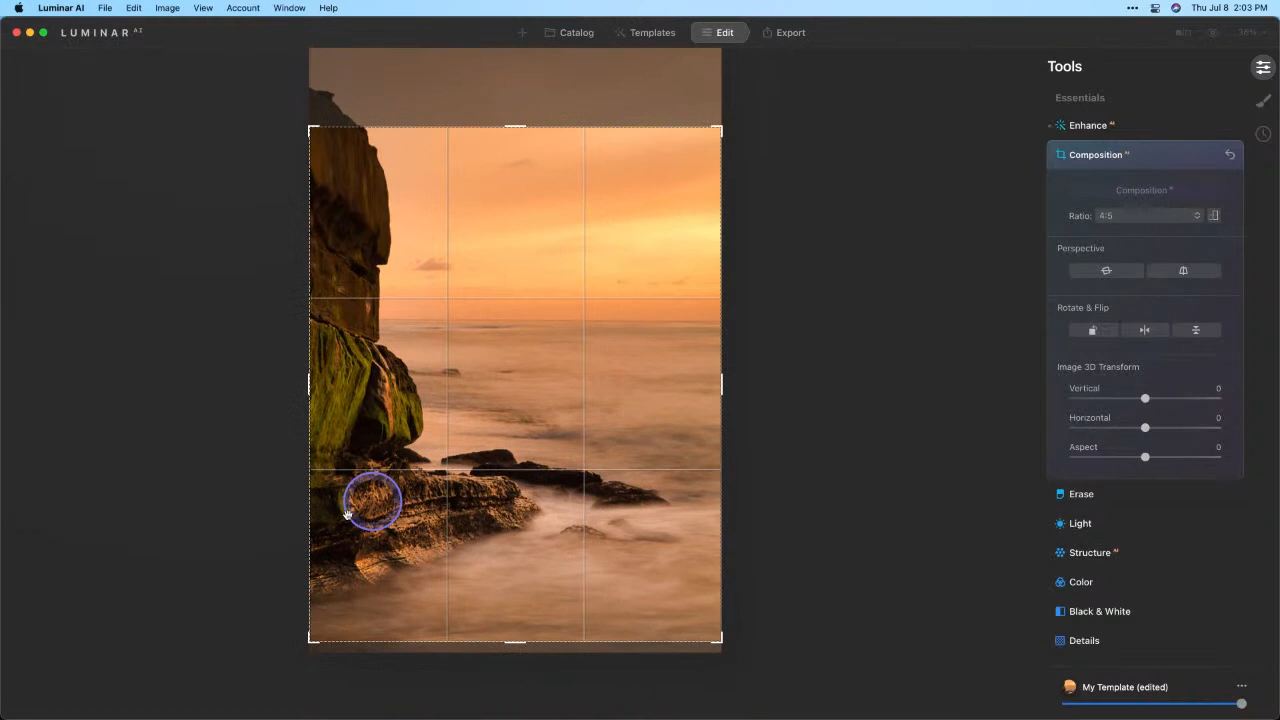 Luminar AI File Edit Image View Account Window Help Thu Jul 8 2:03 PM
LUMINAR AI Catalog Templates Edit Export 36%
Tools
Essentials
Enhance AI
Composition AI
Composition AI
Ratio: 4:5
Perspective
Rotate & Flip
Image 3D Transform
Vertical 0
Horizontal 0
Aspect 0
Erase
Light
Structure AI
Color
Black & White
Details
My Template (edited)